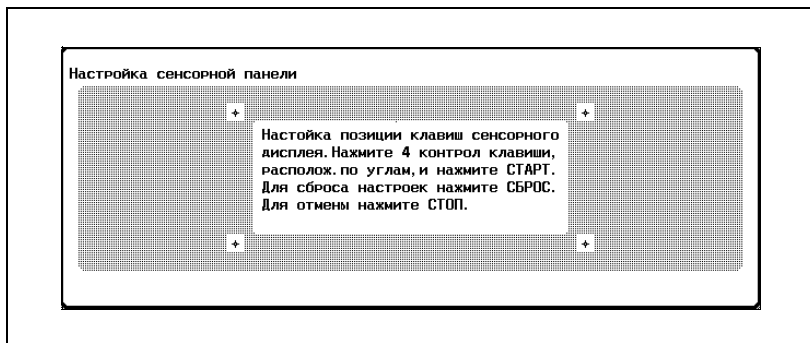 Настройка сенсорной панели
Настойка позиции клавиш сенсорного
дисплея. Нажмите 4 контрол клавиши,
располож. по углам, и нажмите СТАРТ.
Для сброса настроек нажмите СБРОС.
Для отмены нажмите СТОП.